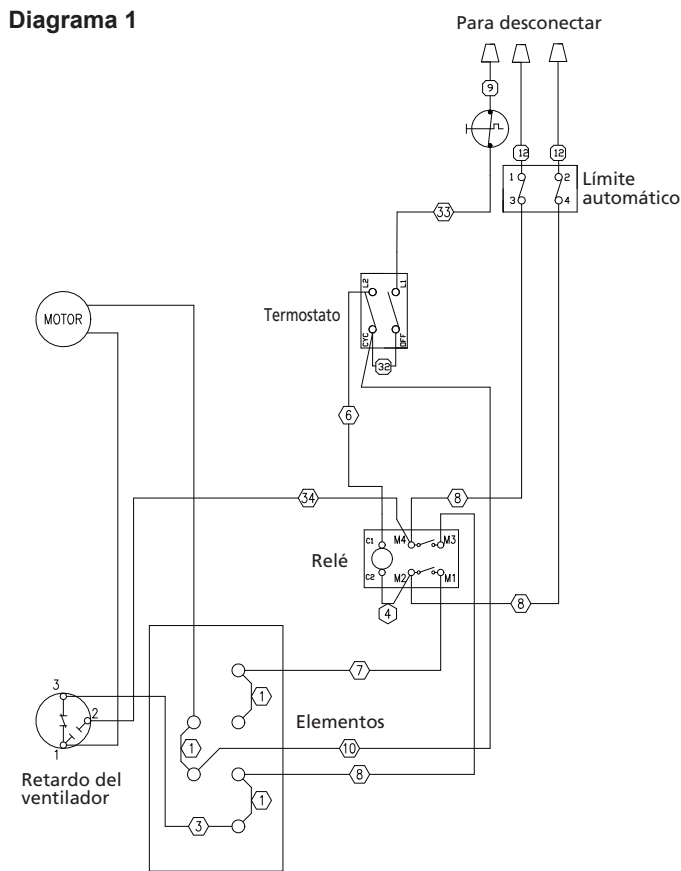 Diagrama 1
Para desconectar
9
12 12
1 2
3 4
Límite
automático
33
L2 L1
Termostato
CYC OFF
32
MOTOR
6
34
8
C1 M4 M3
Relé
C2 M2 M1
4
8
7
1
3
2
1
Elementos
1
10
8
1
3
Retardo del
ventilador